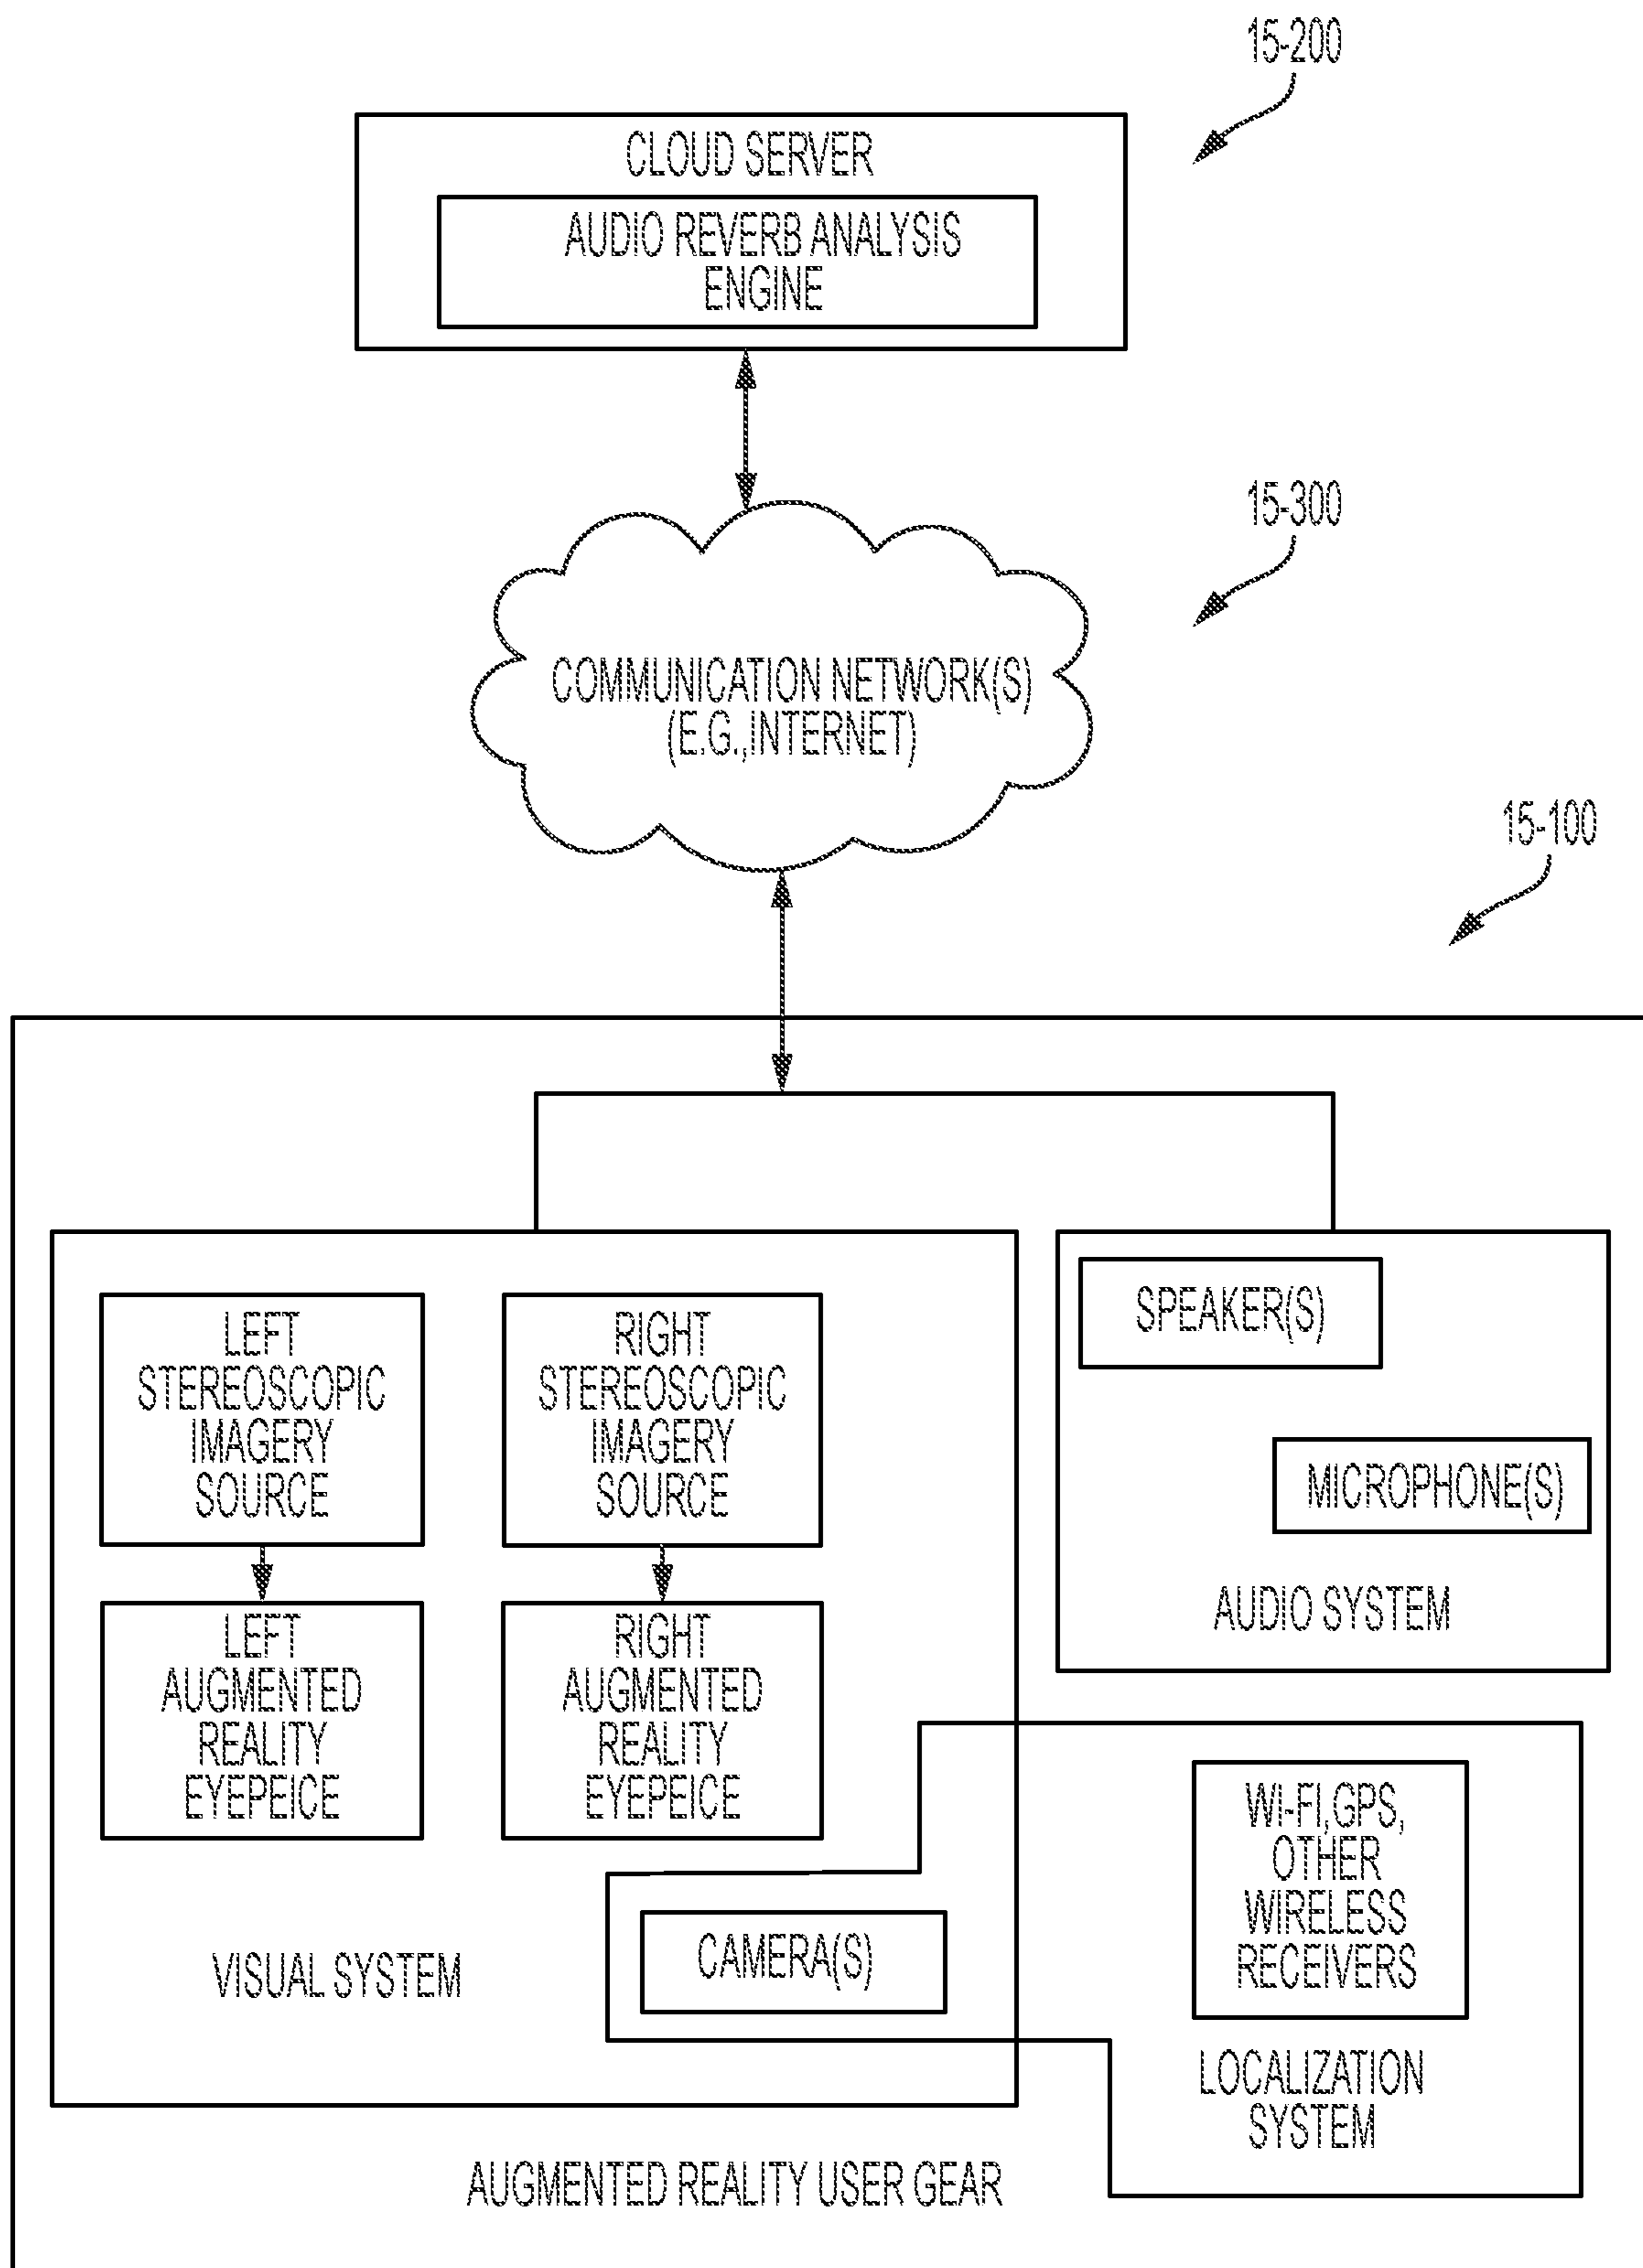 15-200
CLOUD SERVER
AUDIO REVERB ANALYSIS
ENGINE
15-300
COMMUNICATION NETWORK(S)
(E.G.,INTERNET)
15-100
LEFT
STEREOSCOPIC
IMAGERY
SOURCE
RIGHT
STEREOSCOPIC
IMAGERY
SOURCE
SPEAKER(S)
MICROPHONE(S)
AUDIO SYSTEM
LEFT
AUGMENTED
REALITY
EYEPEICE
RIGHT
AUGMENTED
REALITY
EYEPEICE
WI-FI,GPS,
OTHER
WIRELESS
RECEIVERS
CAMERA(S)
VISUAL SYSTEM
LOCALIZATION
SYSTEM
AUGMENTED REALITY USER GEAR